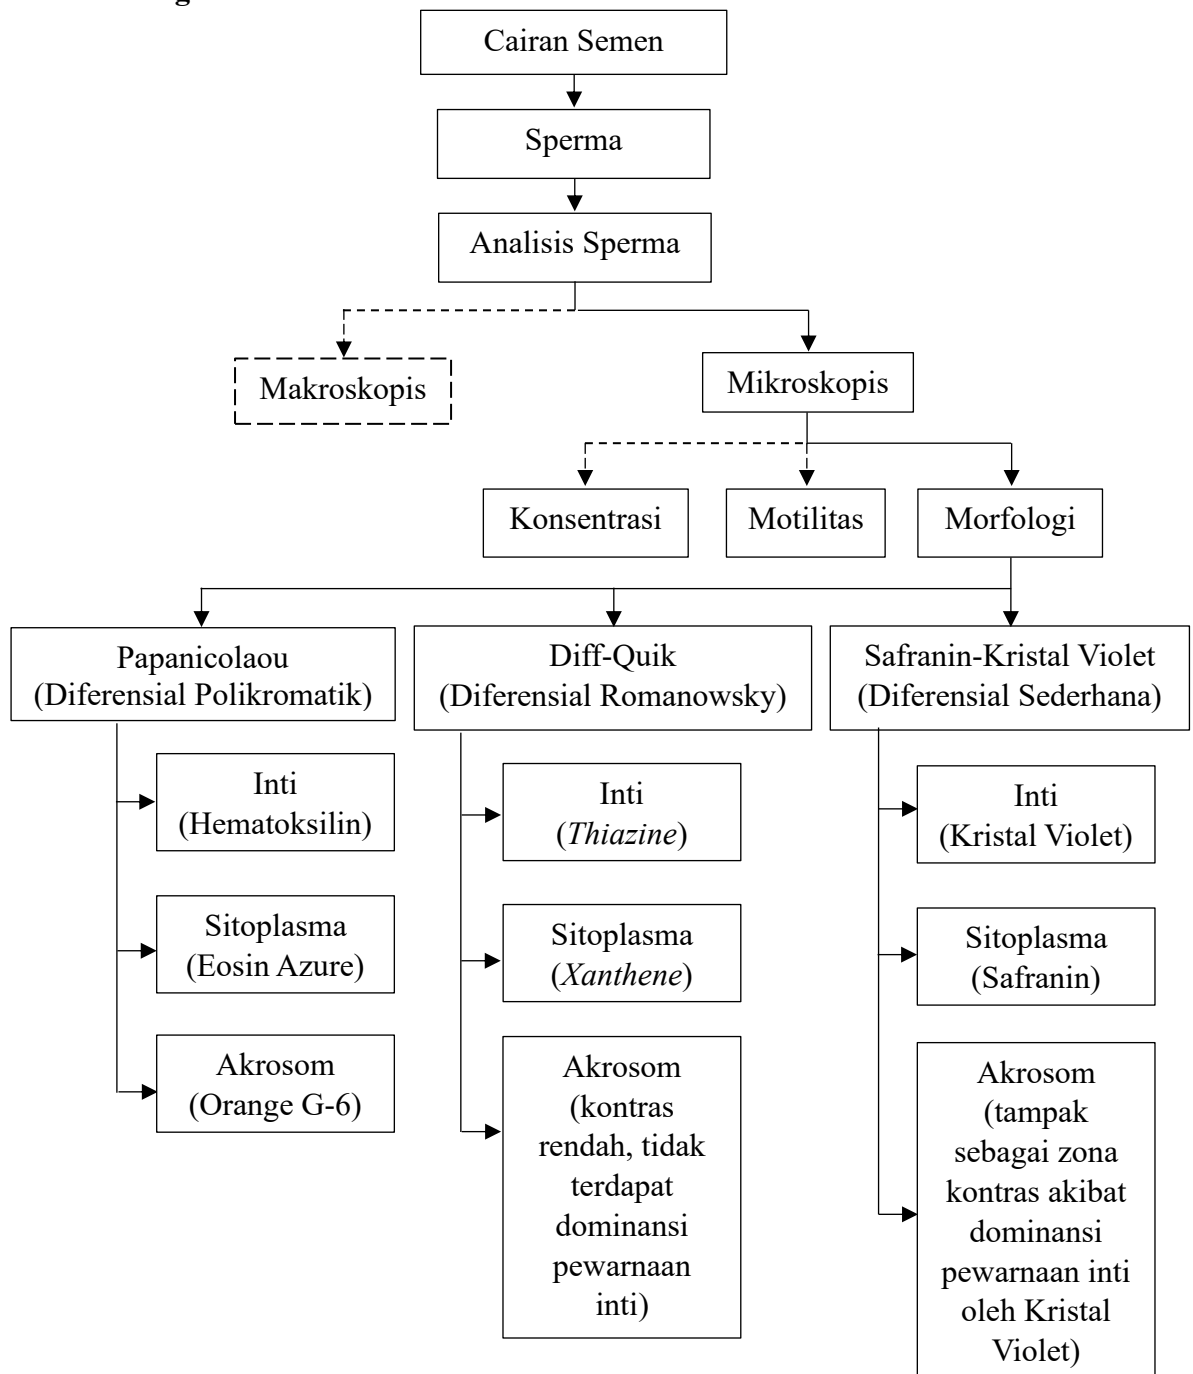 Cairan Semen
Sperma
Analisis Sperma
Makroskopis
Mikroskopis
Konsentrasi
Motilitas
Morfologi
Papanicolaou
(Diferensial Polikromatik)
Inti
(Hematoksilin)
Sitoplasma
(Eosin Azure)
Akrosom
(Orange G-6)
Diff-Quik
(Diferensial Romanowsky)
Inti
(Thiazine)
Sitoplasma
(Xanthene)
Akrosom
(kontras
rendah, tidak
terdapat
dominansi
pewarnaan
inti)
Safranin-Kristal Violet
(Diferensial Sederhana)
Inti
(Kristal Violet)
Sitoplasma
(Safranin)
Akrosom
(tampak
sebagai zona
kontras akibat
dominansi
pewarnaan inti
oleh Kristal
Violet)